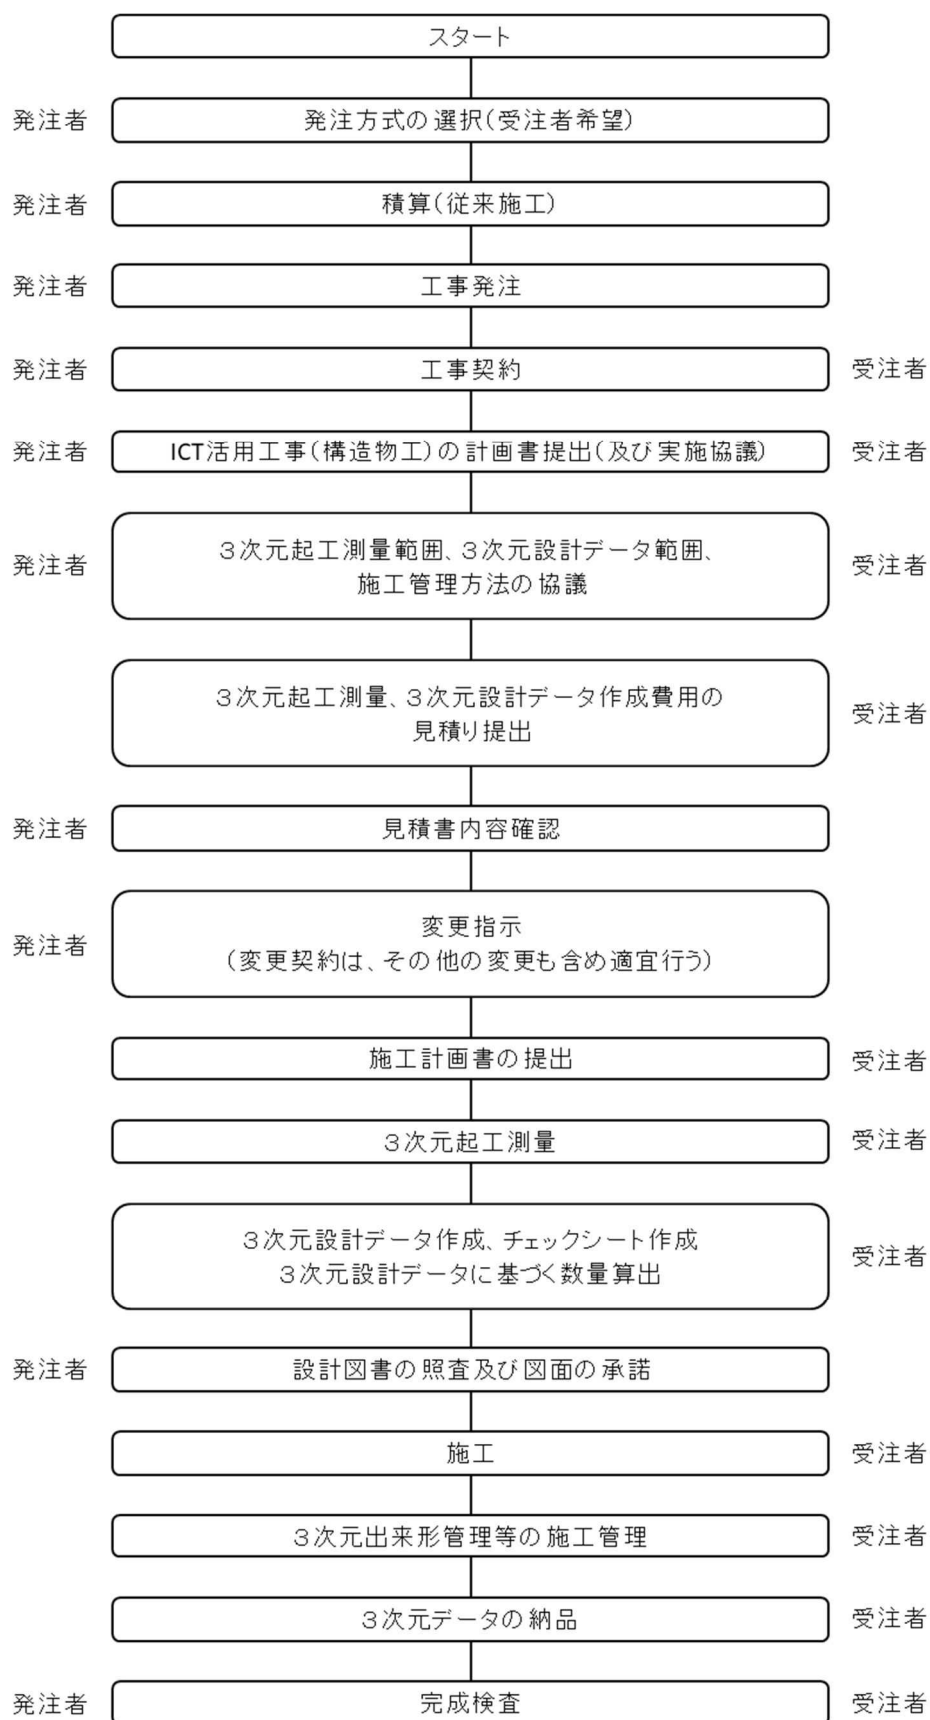 スタート
発注者
発注方式の選択(受注者希望)
発注者
積算(従来施工)
発注者
工事発注
発注者
工事契約
受注者
発注者
ICT活用工事(構造物工)の計画書提出(及び実施協議)
受注者
発注者
３次元起工測量範囲、３次元設計データ範囲、
施工管理方法の協議
受注者
３次元起工測量、３次元設計データ作成費用の
見積り提出
受注者
発注者
見積書内容確認
発注者
変更指示
(変更契約は、その他の変更も含め適宜行う)
施工計画書の提出
受注者
３次元起工測量
受注者
３次元設計データ作成、チェックシート作成
３次元設計データに基づく数量算出
受注者
発注者
設計図書の照査及び図面の承諾
施工
受注者
３次元出来形管理等の施工管理
受注者
３次元データの納品
受注者
発注者
完成検査
受注者